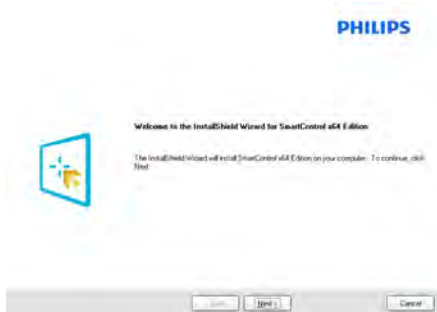 PHILIPS
Welcome to the InstallShield Wizard for SmartControl x64 Edition
The InstallShield Wizard will install SmartControl x64 Edition on your computer. To continue, click
Next
Next >
Cancel